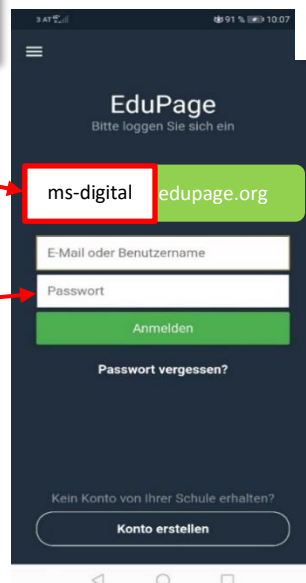 3 AT 91 % 10:07
EduPage
Bitte loggen Sie sich ein
ms-digital edupage.org
E-Mail oder Benutzername
Passwort
Anmelden
Passwort vergessen?
Kein Konto von Ihrer Schule erhalten?
Konto erstellen